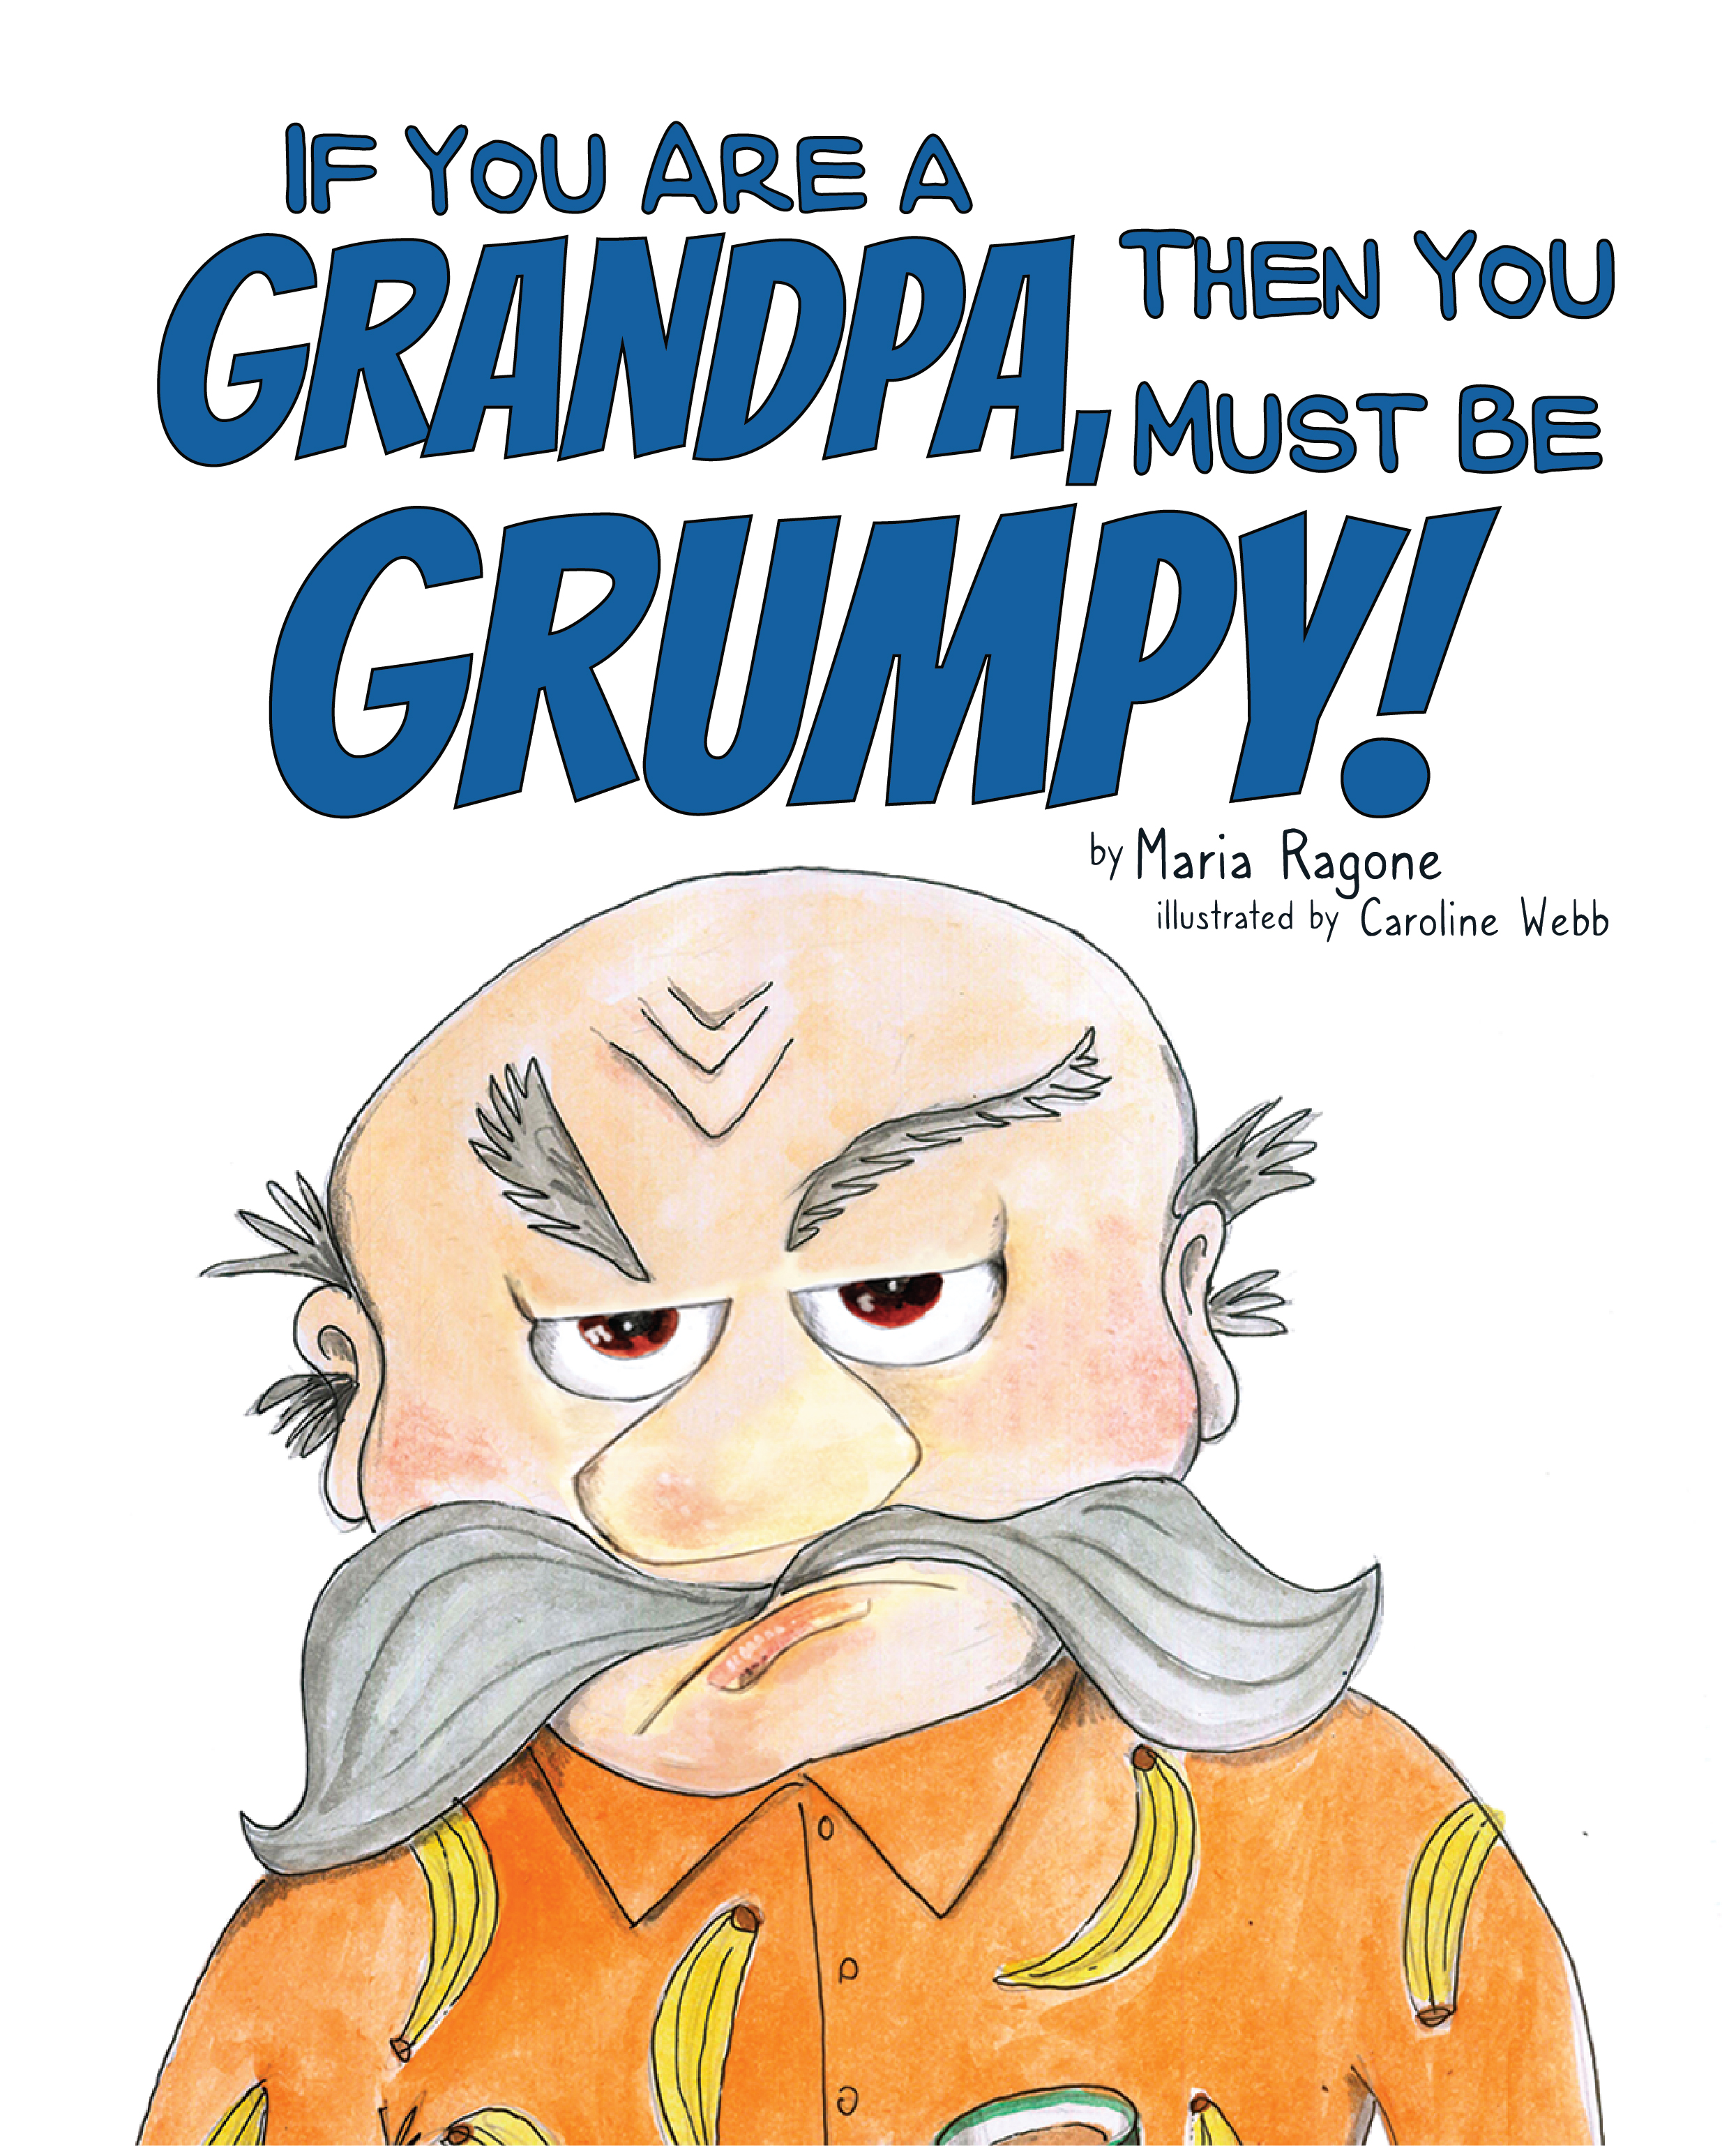 If You Are a
Grandpa, Then You
Must Be
Grumpy!
by Maria Ragone
illustrated by Caroline Webb